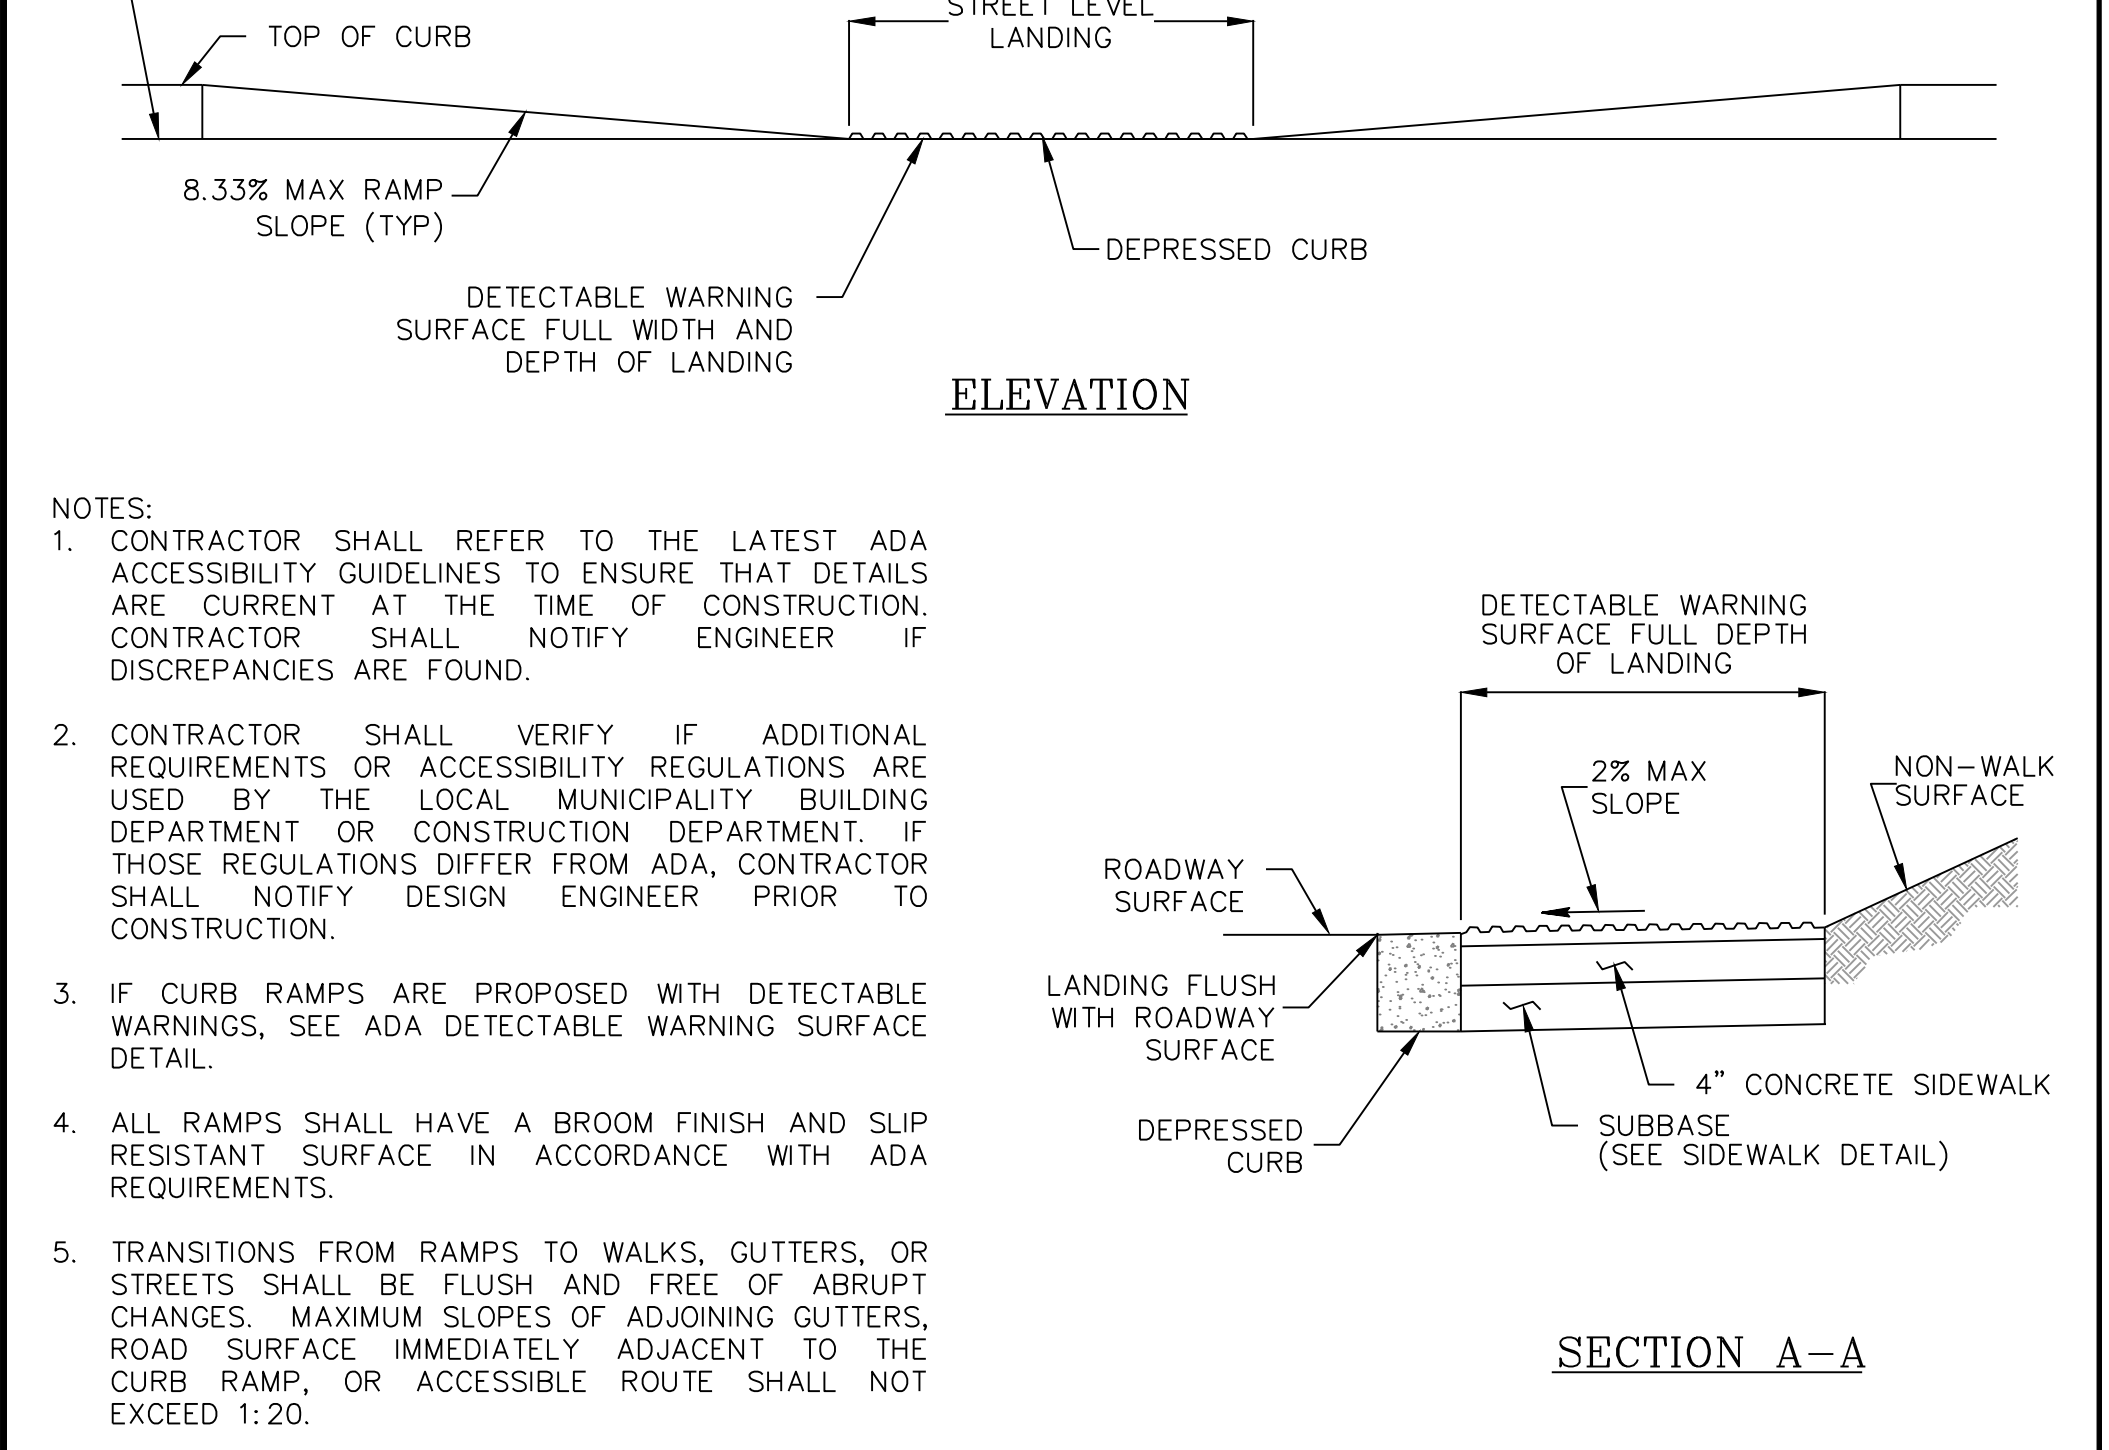 STREET LEVEL
LANDING
TOP OF CURB
8.33% MAX RAMP
SLOPE (TYP)
DEPRESSED CURB
DETECTABLE WARNING
SURFACE FULL WIDTH AND
DEPTH OF LANDING
ELEVATION
NOTES:
1. CONTRACTOR SHALL REFER TO THE LATEST ADA
ACCESSIBILITY GUIDELINES TO ENSURE THAT DETAILS
ARE CURRENT AT THE TIME OF CONSTRUCTION.
CONTRACTOR SHALL NOTIFY ENGINEER IF
DISCREPANCIES ARE FOUND.
2. CONTRACTOR SHALL VERIFY IF ADDITIONAL
REQUIREMENTS OR ACCESSIBILITY REGULATIONS ARE
USED BY THE LOCAL MUNICIPALITY BUILDING
DEPARTMENT OR CONSTRUCTION DEPARTMENT. IF
THOSE REGULATIONS DIFFER FROM ADA, CONTRACTOR
SHALL NOTIFY DESIGN ENGINEER PRIOR TO
CONSTRUCTION.
3. IF CURB RAMPS ARE PROPOSED WITH DETECTABLE
WARNINGS, SEE ADA DETECTABLE WARNING SURFACE
DETAIL.
4. ALL RAMPS SHALL HAVE A BROOM FINISH AND SLIP
RESISTANT SURFACE IN ACCORDANCE WITH ADA
REQUIREMENTS.
5. TRANSITIONS FROM RAMPS TO WALKS, GUTTERS, OR
STREETS SHALL BE FLUSH AND FREE OF ABRUPT
CHANGES. MAXIMUM SLOPES OF ADJOINING GUTTERS,
ROAD SURFACE IMMEDIATELY ADJACENT TO THE
CURB RAMP, OR ACCESSIBLE ROUTE SHALL NOT
EXCEED 1:20.
DETECTABLE WARNING
SURFACE FULL DEPTH
OF LANDING
2% MAX
SLOPE
NON-WALK
SURFACE
ROADWAY
SURFACE
LANDING FLUSH
WITH ROADWAY
SURFACE
4” CONCRETE SIDEWALK
SUBBASE
(SEE SIDEWALK DETAIL)
DEPRESSED
CURB
SECTION A-A